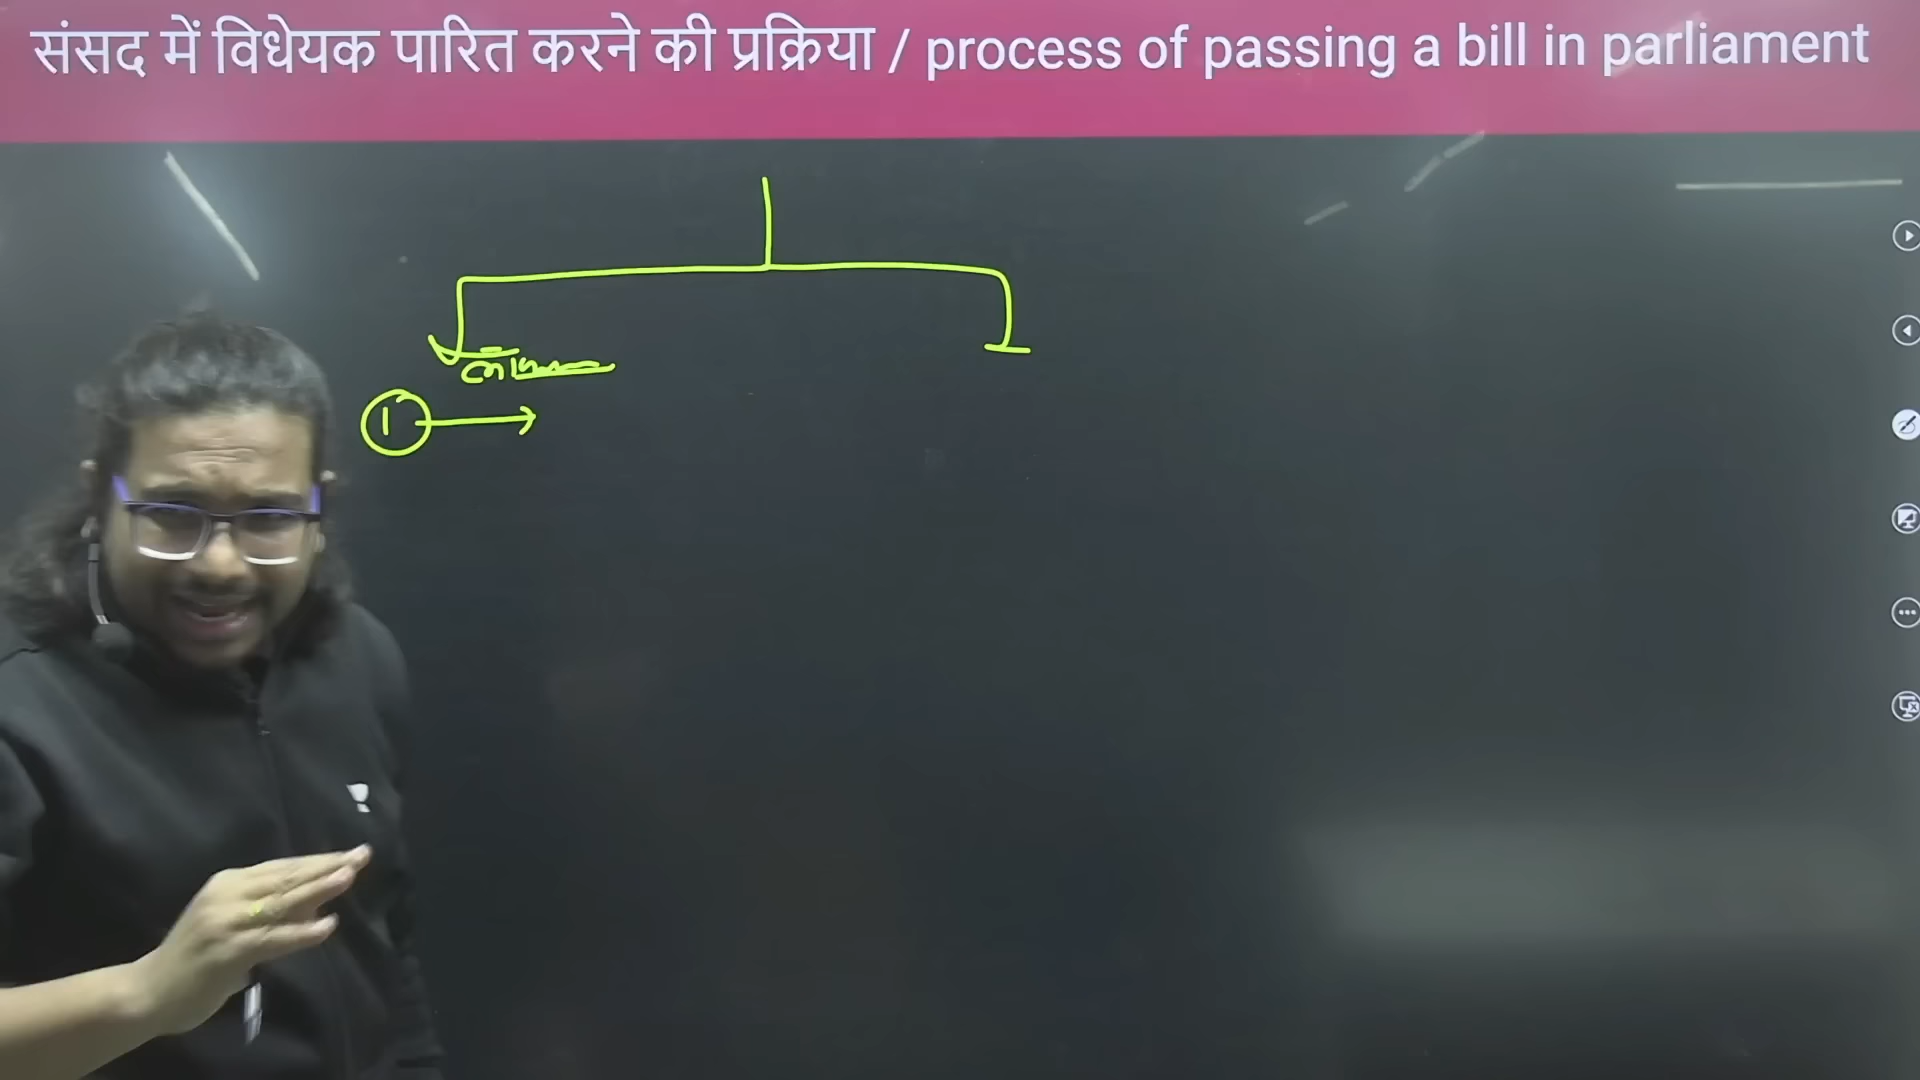 संसद में विधेयक पारित करने की प्रक्रिया / process of passing a bill in parliament
1